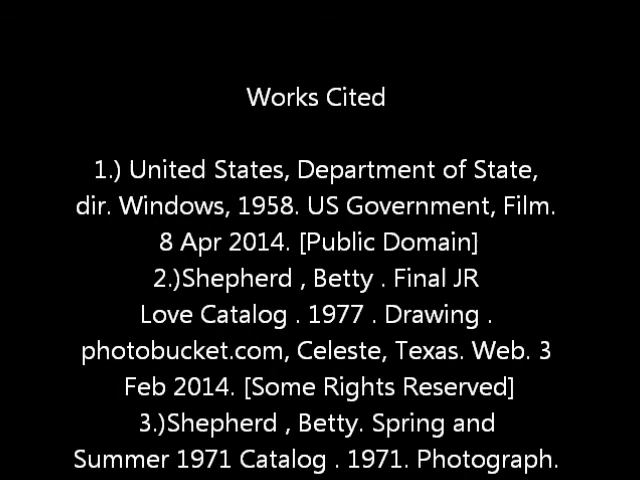 Works Cited
1.) United States, Department of State,
dir. Windows, 1958. US Government, Film.
8 Apr 2014. [Public Domain]
2.)Shepherd , Betty . Final JR
Love Catalog . 1977 . Drawing .
photobucket.com, Celeste, Texas. Web. 3
Feb 2014. [Some Rights Reserved]
3.)Shepherd , Betty. Spring and
Summer 1971 Catalog . 1971. Photograph.